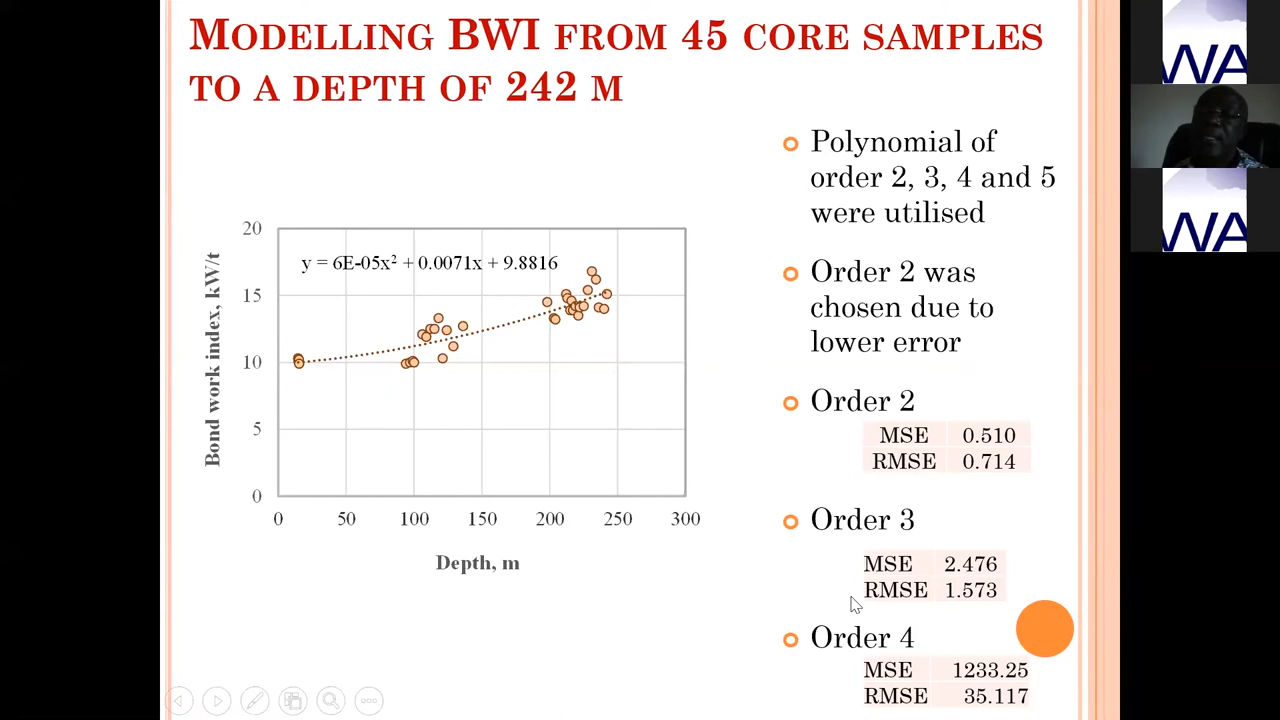 MODELLING BWI FROM 45 CORE SAMPLES
TO A DEPTH OF 242 M
WA
WA
Polynomial of
order 2, 3, 4 and 5
were utilised
Order 2 was
chosen due to
lower error
Order 2
MSE 0.510
RMSE 0.714
Order 3
MSE 2.476
RMSE 1.573
Order 4
MSE 1233.25
RMSE 35.117
y = 6E-05x² + 0.0071x + 9.8816
Bond work index, kW/t
20
15
10
5
0
0 50 100 150 200 250 300
Depth, m